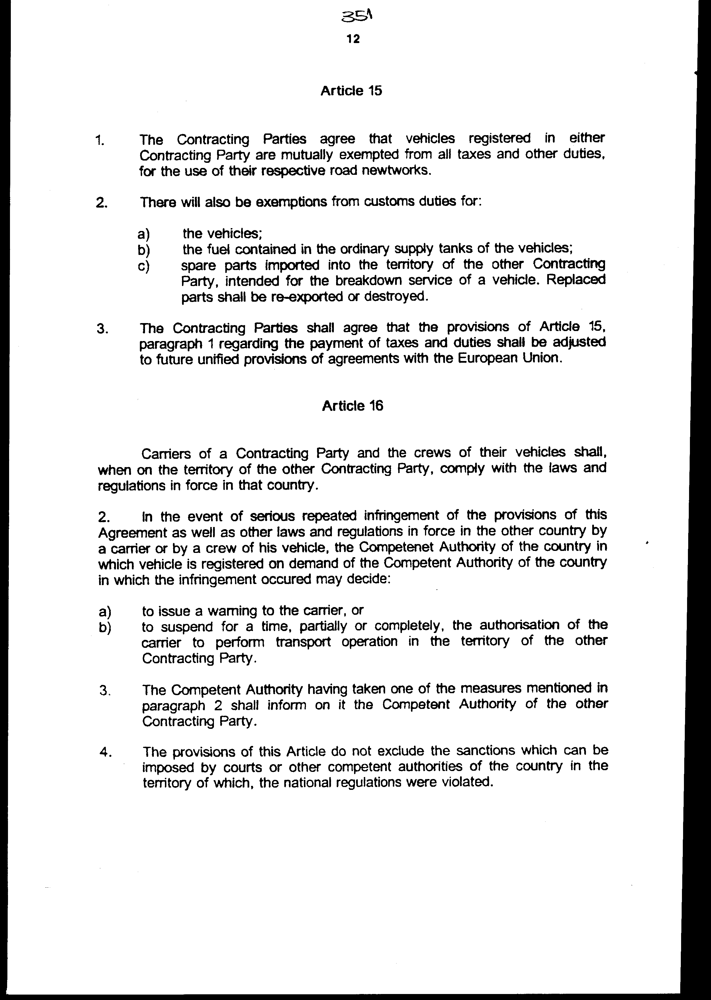 351
12
Article 15
1. The Contracting Parties agree that vehicles registered in either
Contracting Party are mutually exempted from all taxes and other duties,
for the use of their respective road newtworks.
2. There will also be exemptions from customs duties for:
a) the vehicles;
b) the fuel contained in the ordinary supply tanks of the vehicles;
c) spare parts imported into the territory of the other Contracting
Party, intended for the breakdown service of a vehicle. Replaced
parts shall be re-exported or destroyed.
3. The Contracting Parties shall agree that the provisions of Article 15,
paragraph 1 regarding the payment of taxes and duties shall be adjusted
to future unified provisions of agreements with the European Union.
Article 16
Carriers of a Contracting Party and the crews of their vehicles shall,
when on the territory of the other Contracting Party, comply with the laws and
regulations in force in that country.
2. In the event of serious repeated infringement of the provisions of this
Agreement as well as other laws and regulations in force in the other country by
a carrier or by a crew of his vehicle, the Competenet Authority of the country in
which vehicle is registered on demand of the Competent Authority of the country
in which the infringement occured may decide:
a) to issue a warning to the carrier, or
b) to suspend for a time, partially or completely, the authorisation of the
carrier to perform transport operation in the territory of the other
Contracting Party.
3. The Competent Authority having taken one of the measures mentioned in
paragraph 2 shall inform on it the Competent Authority of the other
Contracting Party.
4. The provisions of this Article do not exclude the sanctions which can be
imposed by courts or other competent authorities of the country in the
territory of which, the national regulations were violated.